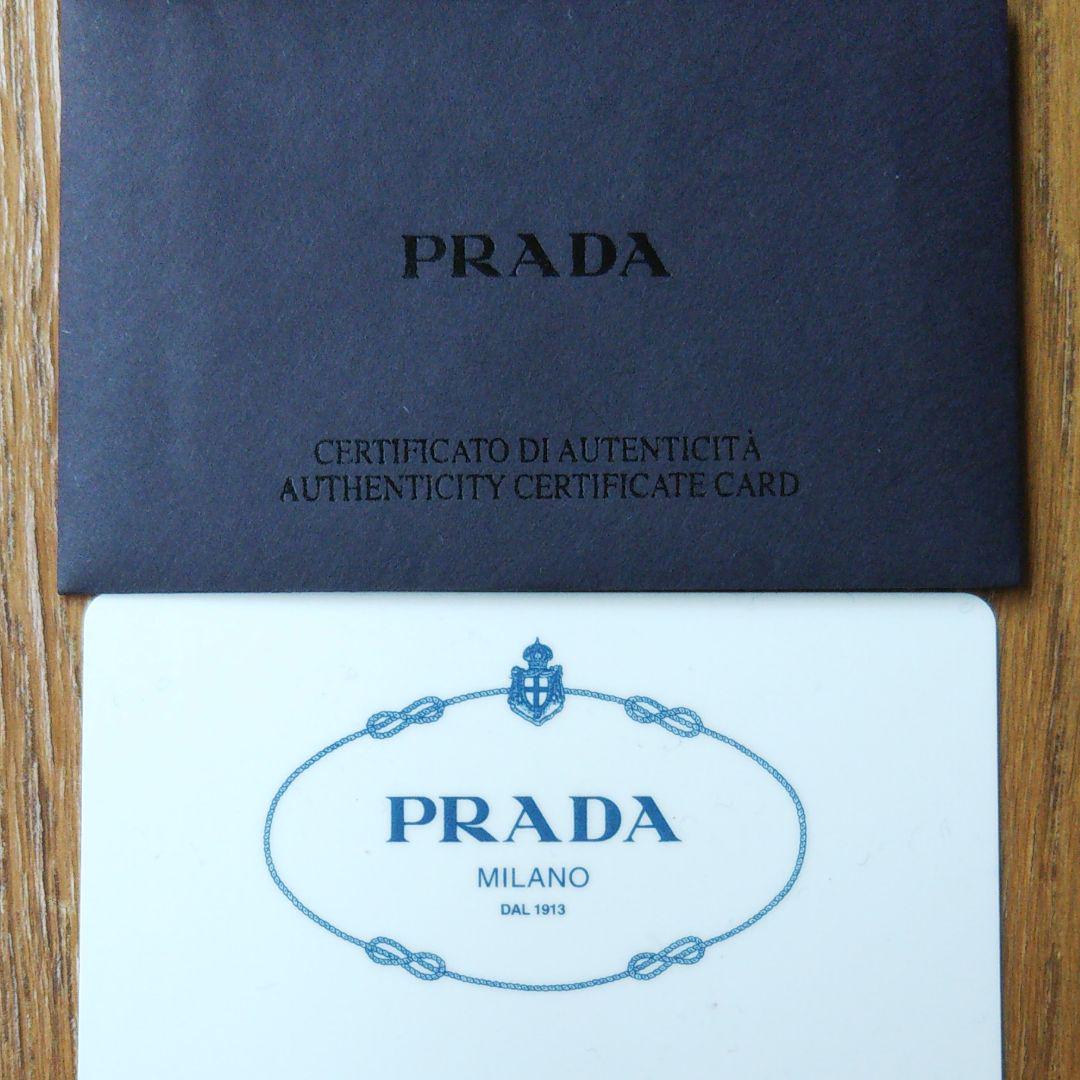 PRADA
CERTIFICATO DI AUTENTICITÀ
AUTHENTICITY CERTIFICATE CARD
PRADA
MILANO
DAL 1913